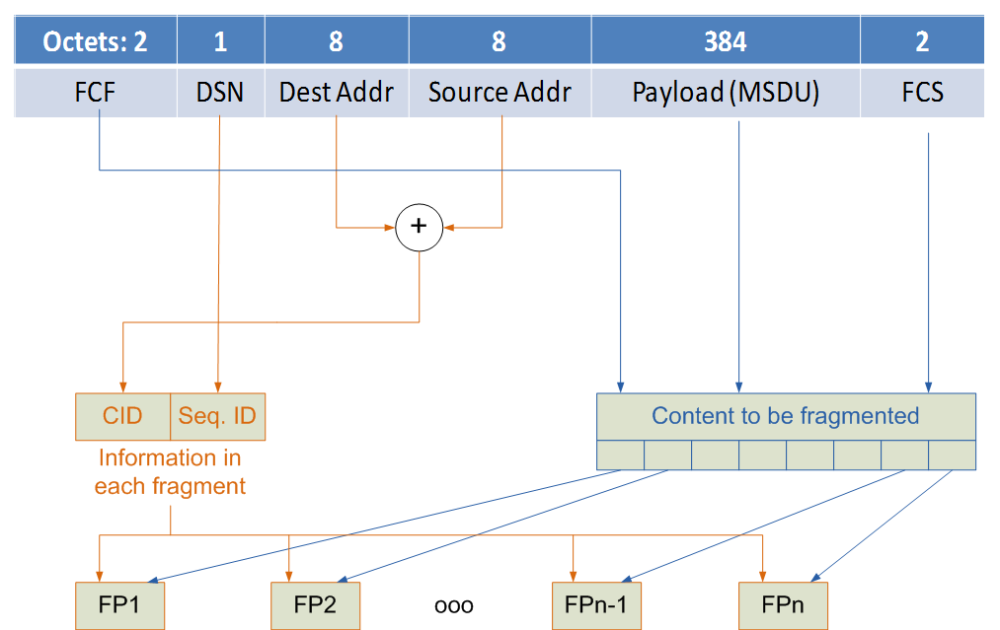 Octets: 2 1 8 8 384 2
FCF DSN Dest Addr Source Addr Payload (MSDU) FCS
+
CID Seq. ID Content to be fragmented
Information in
each fragment
FP1 FP2 ooo FPn-1 FPn